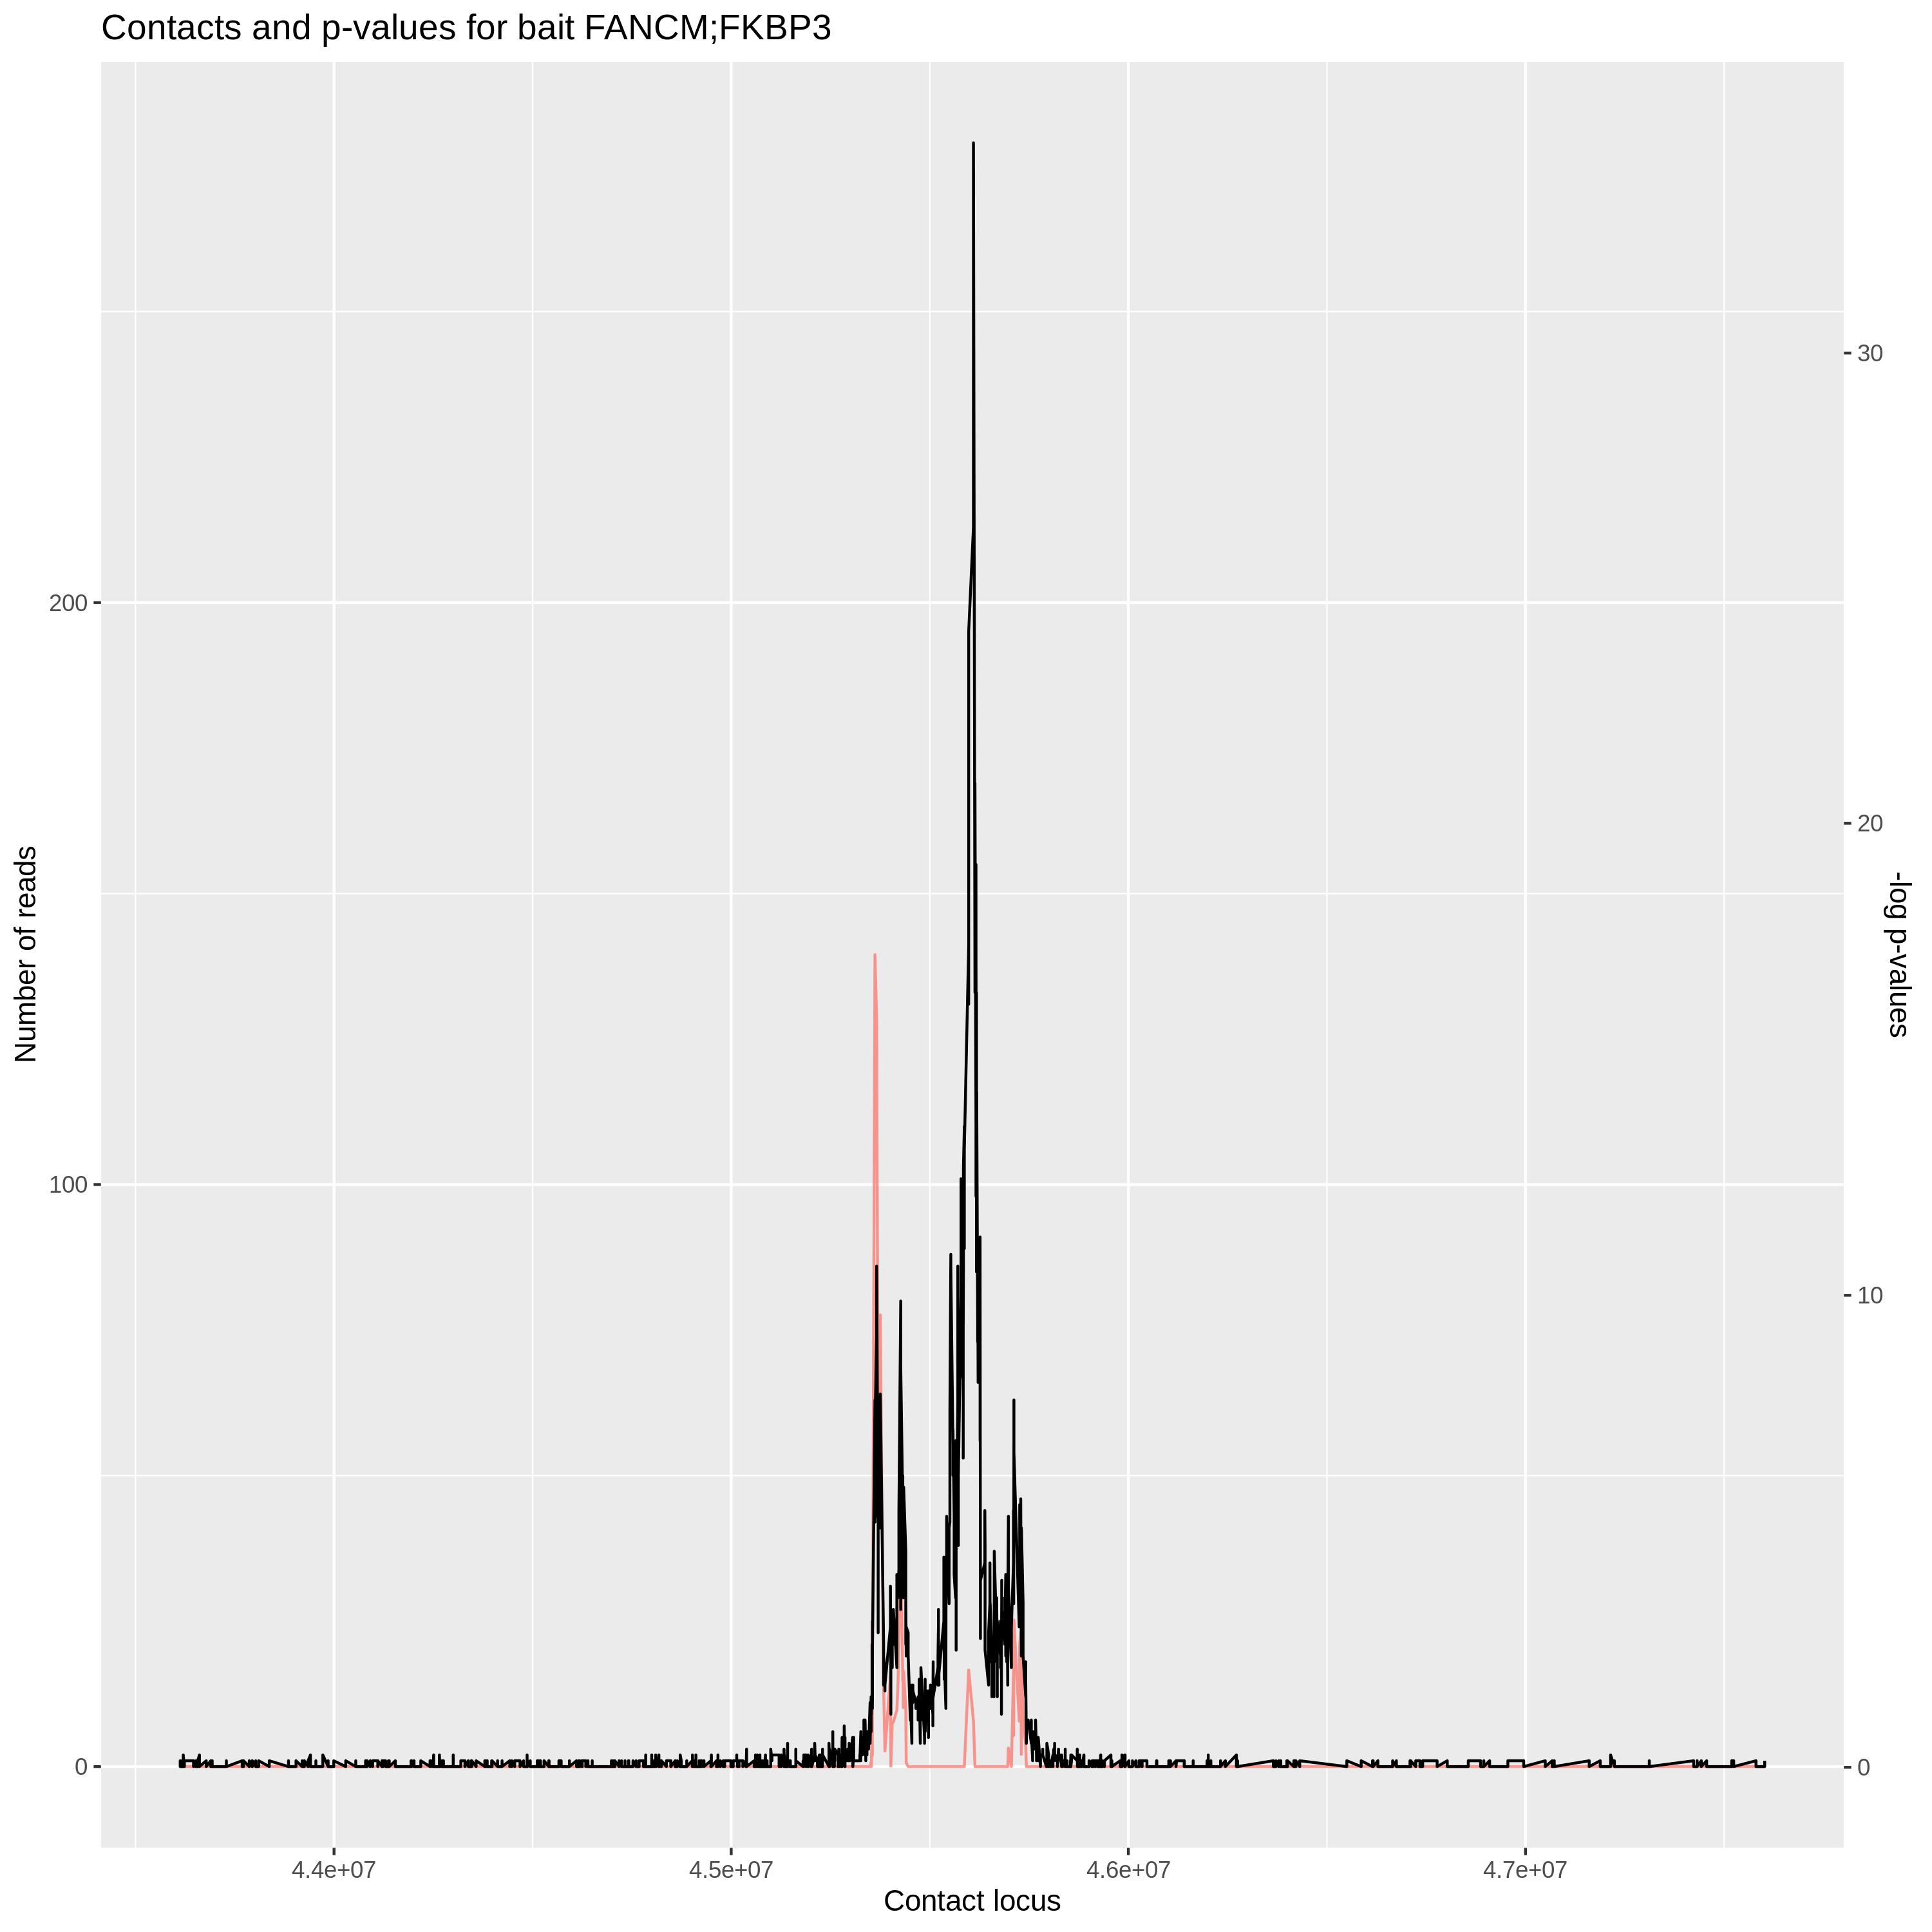 Contacts and p-values for bait FANCM;FKBP3
Number of reads
200
100
0
30
20
10
0
-log p-values
4.4e+07
4.5e+07
4.6e+07
4.7e+07
Contact locus